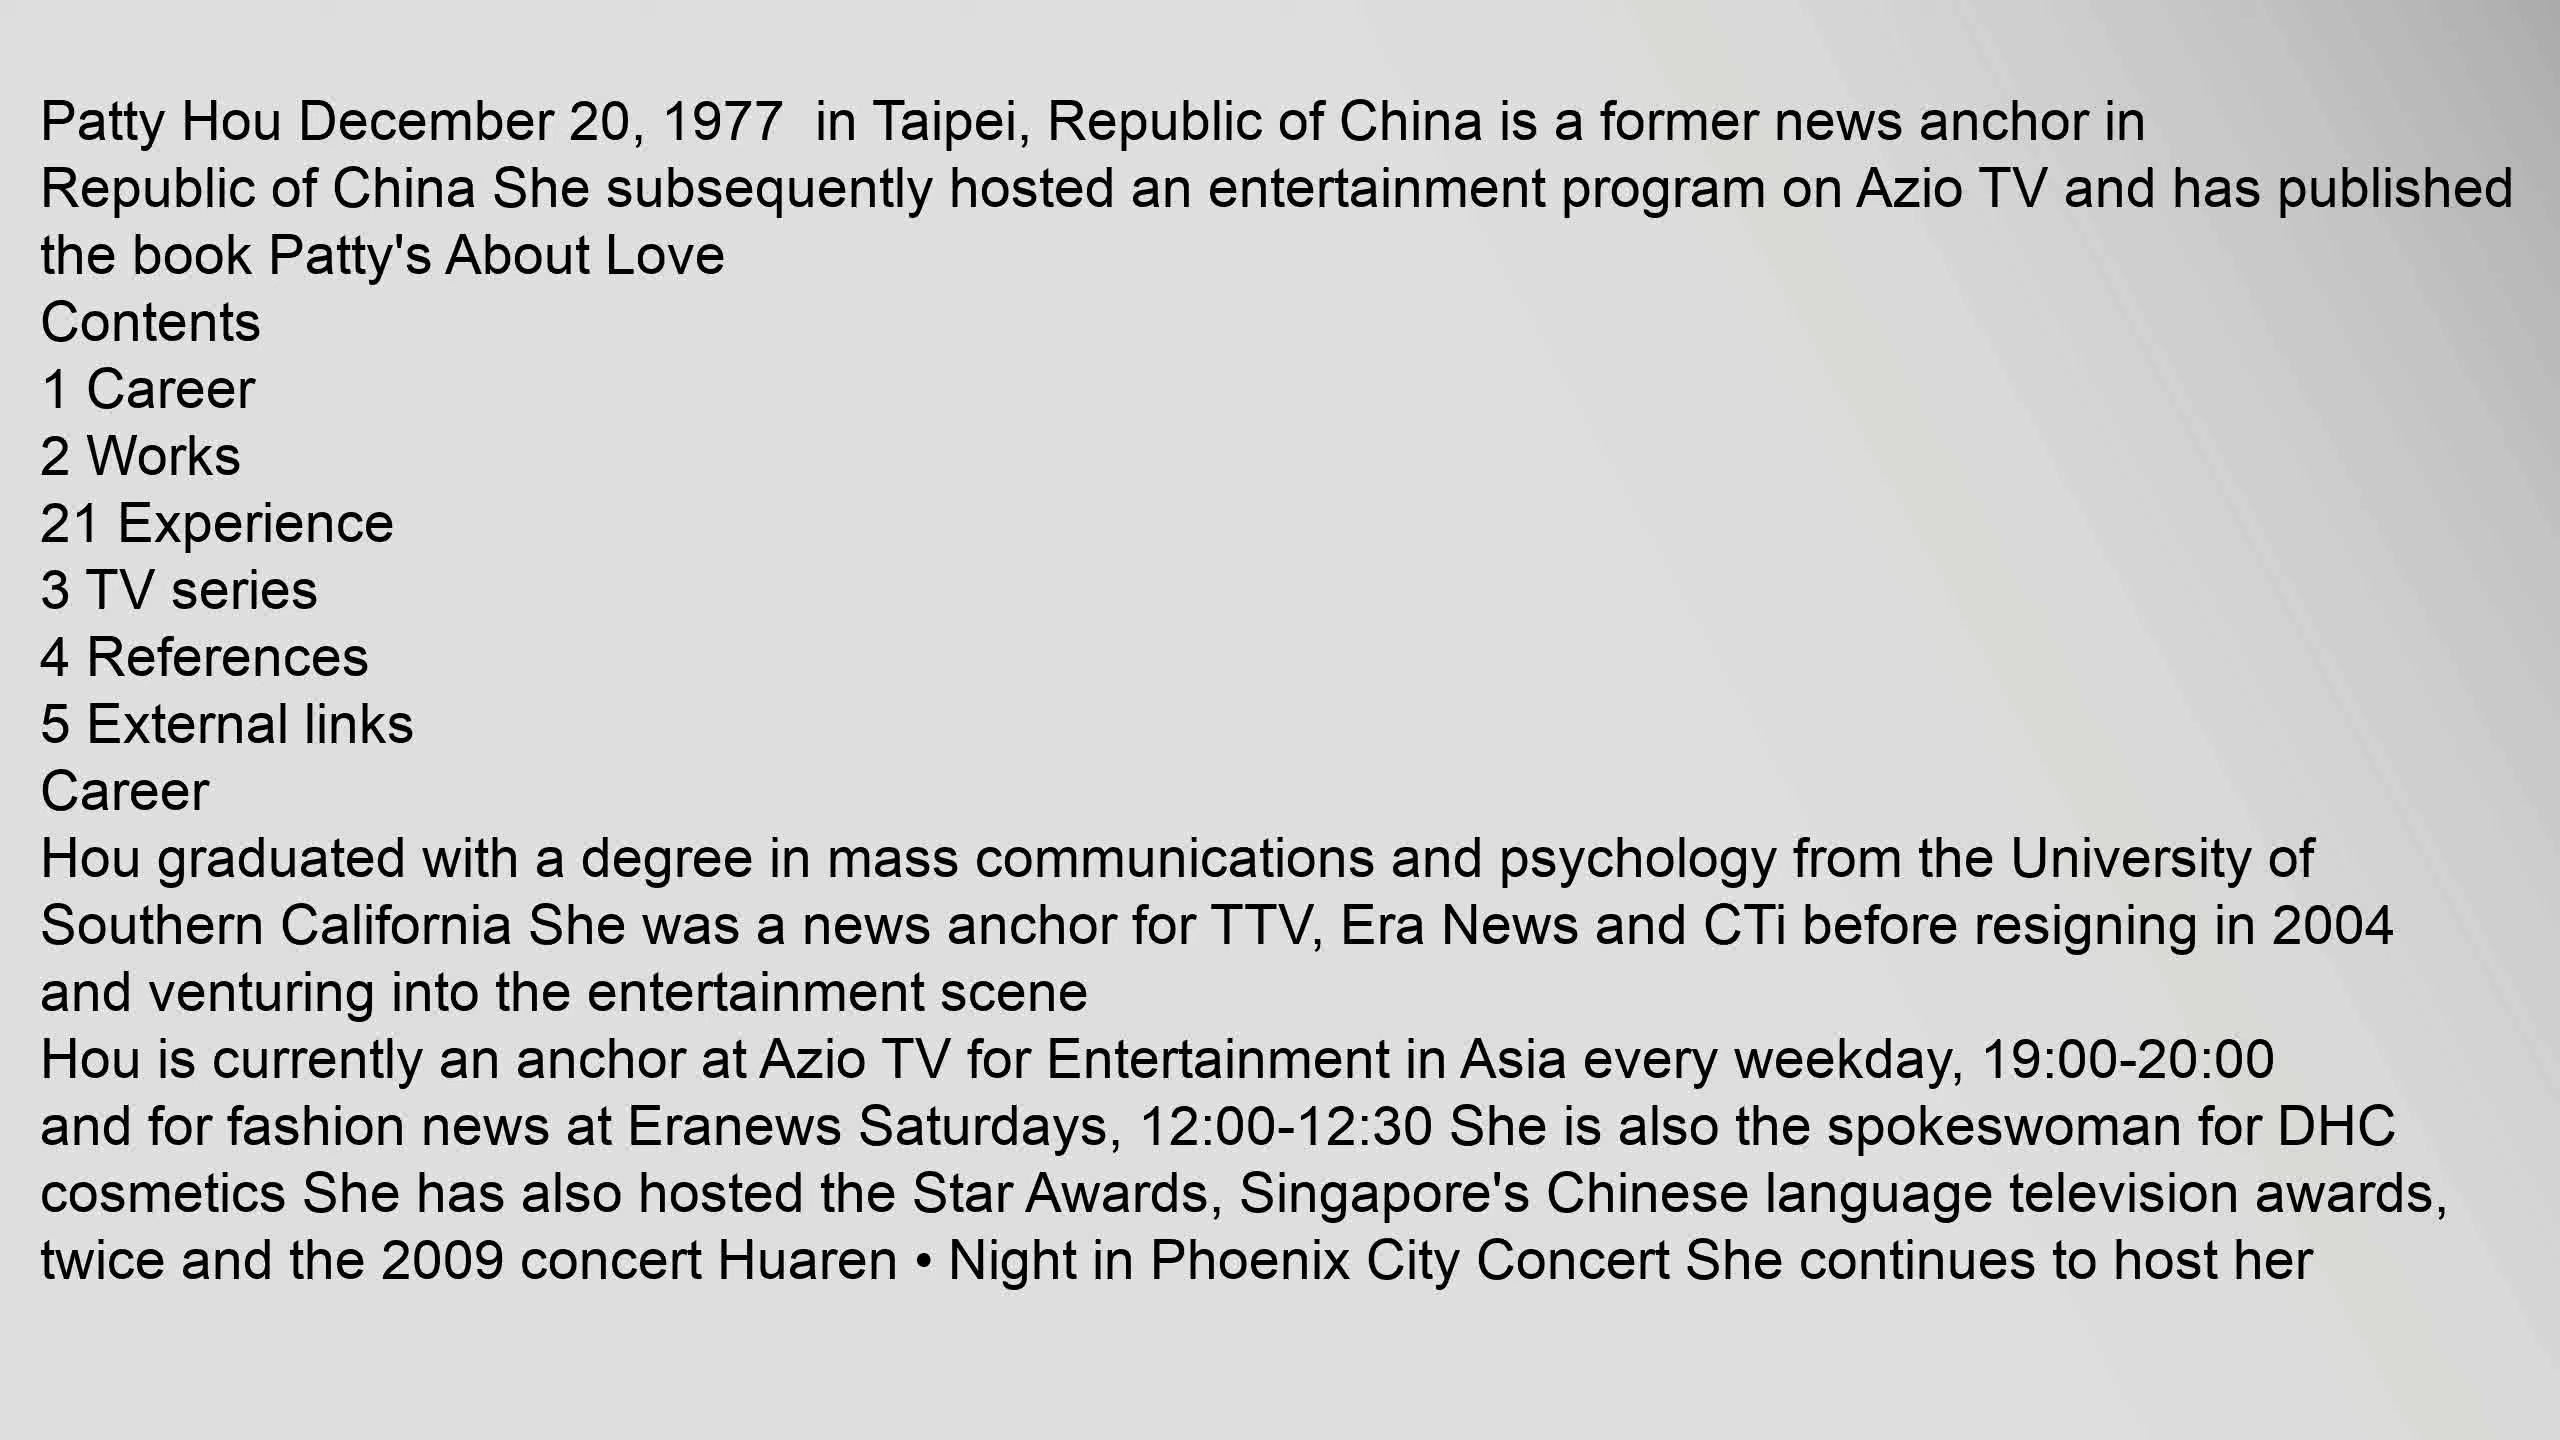 Patty Hou December 20, 1977  in Taipei, Republic of China is a former news anchor in
Republic of China She subsequently hosted an entertainment program on Azio TV and has published
the book Patty's About Love
Contents
1 Career
2 Works
21 Experience
3 TV series
4 References
5 External links
Career
Hou graduated with a degree in mass communications and psychology from the University of
Southern California She was a news anchor for TTV, Era News and CTi before resigning in 2004
and venturing into the entertainment scene
Hou is currently an anchor at Azio TV for Entertainment in Asia every weekday, 19:00-20:00
and for fashion news at Eranews Saturdays, 12:00-12:30 She is also the spokeswoman for DHC
cosmetics She has also hosted the Star Awards, Singapore's Chinese language television awards,
twice and the 2009 concert Huaren • Night in Phoenix City Concert She continues to host her